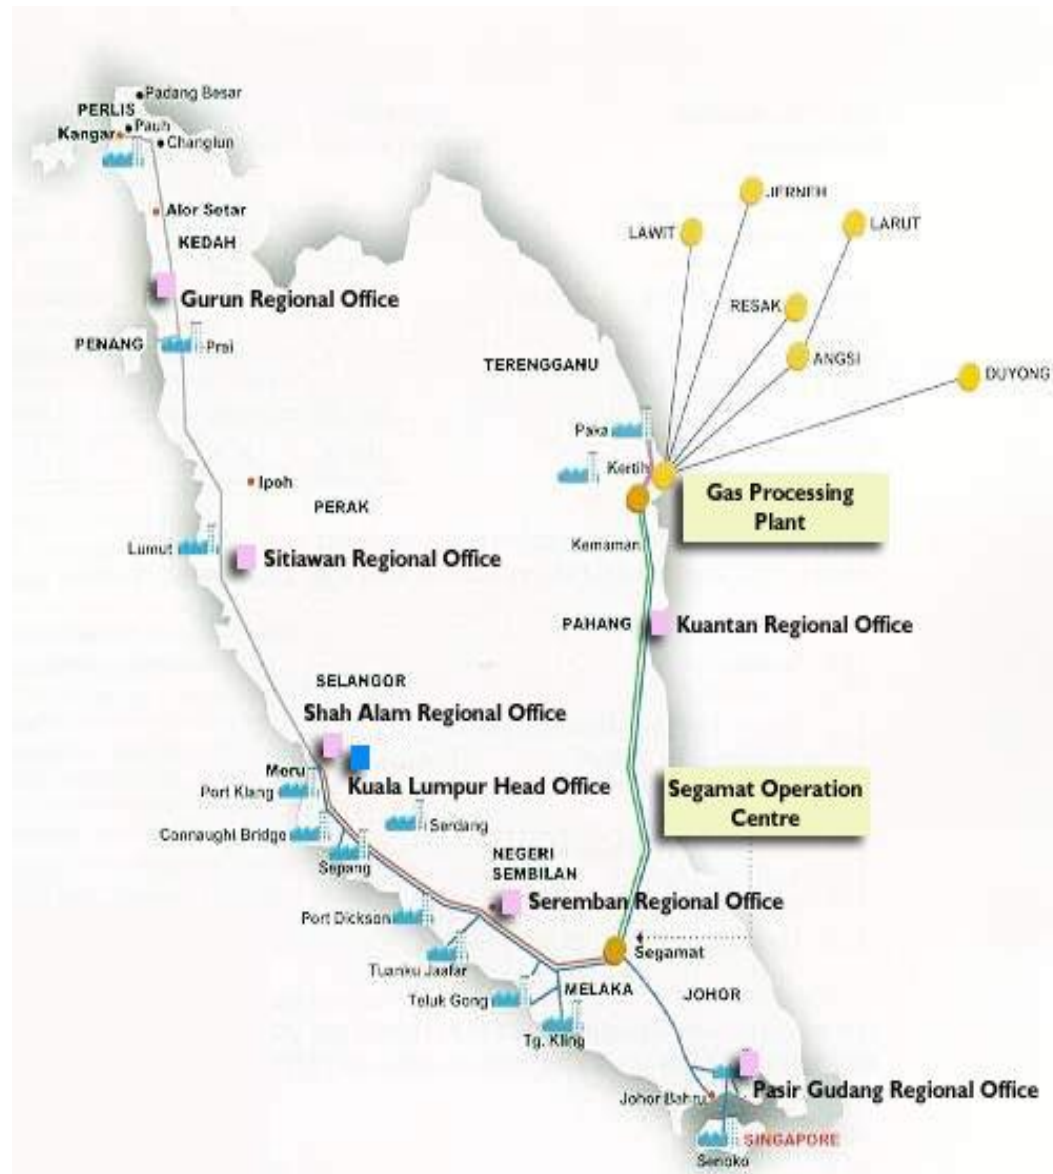 Padang Besar
PERLIS
Pauh
Kangar
Changlun
Alor Setar
KEDAH
Gurun Regional Office
PENANG
Prai
JERNEH
LAWIT
LARUT
RESAK
ANGSI
DUYONG
TERENGGANU
Paka
Kertih
Gas Processing
Plant
Ipoh
PERAK
Lumut
Sitiawan Regional Office
Kemaman
PAHANG
Kuantan Regional Office
SELANGOR
Shah Alam Regional Office
Meru
Kuala Lumpur Head Office
Port Klang
Segamat Operation
Centre
Connaught Bridge
Serdang
Sepang
NEGERI
SEMBILAN
Seremban Regional Office
Port Dickson
Segamat
Tuanku Jaafar
MELAKA
JOHOR
Teluk Gong
Tg. Kling
Pasir Gudang Regional Office
Johor Bahru
SINGAPORE
Senoko